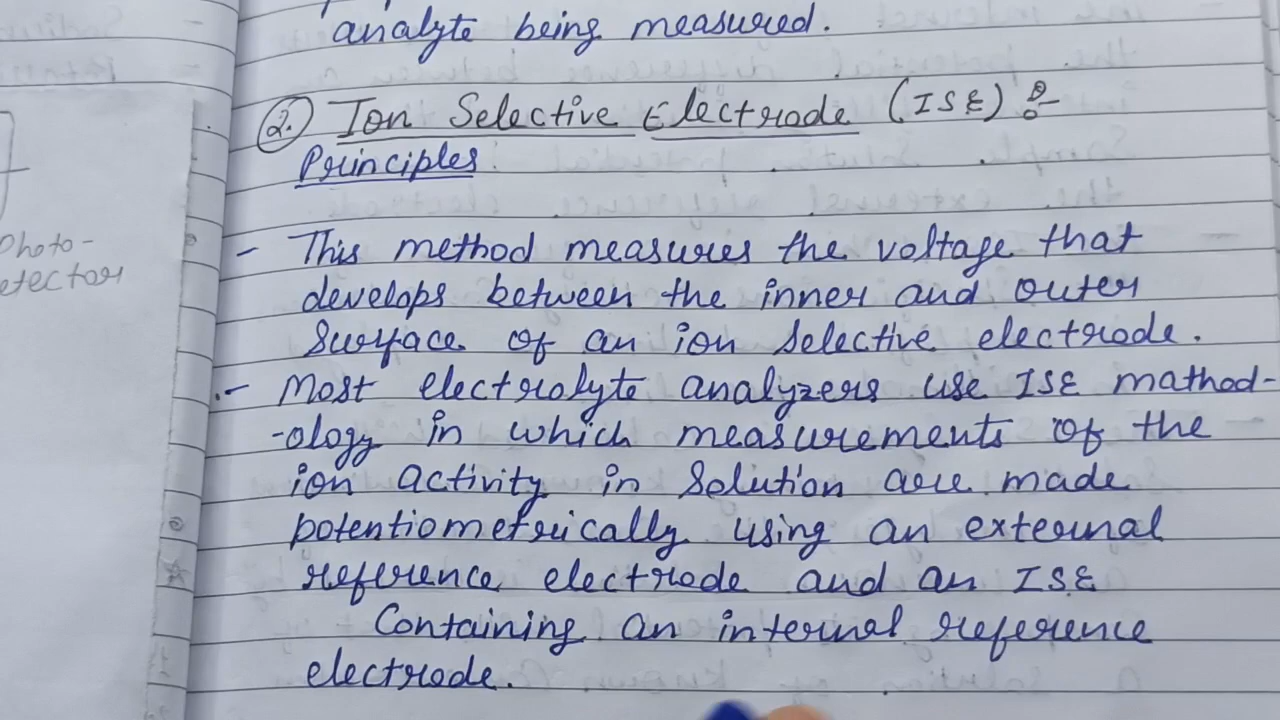 analyte being measured.
2. Ion Selective Electrode (ISE) :-
Principles.
- This method measures the voltage that
develops between the inner and outer
Surface of an ion selective electrode.
- Most electrolyte analyzers use ISE mathod-
-ology in which measurements of the
ion activity in Solution are made
potentiometrically using an external
reference electrode and an ISE
Containing an internal reference
electrode.
Photo-
etector